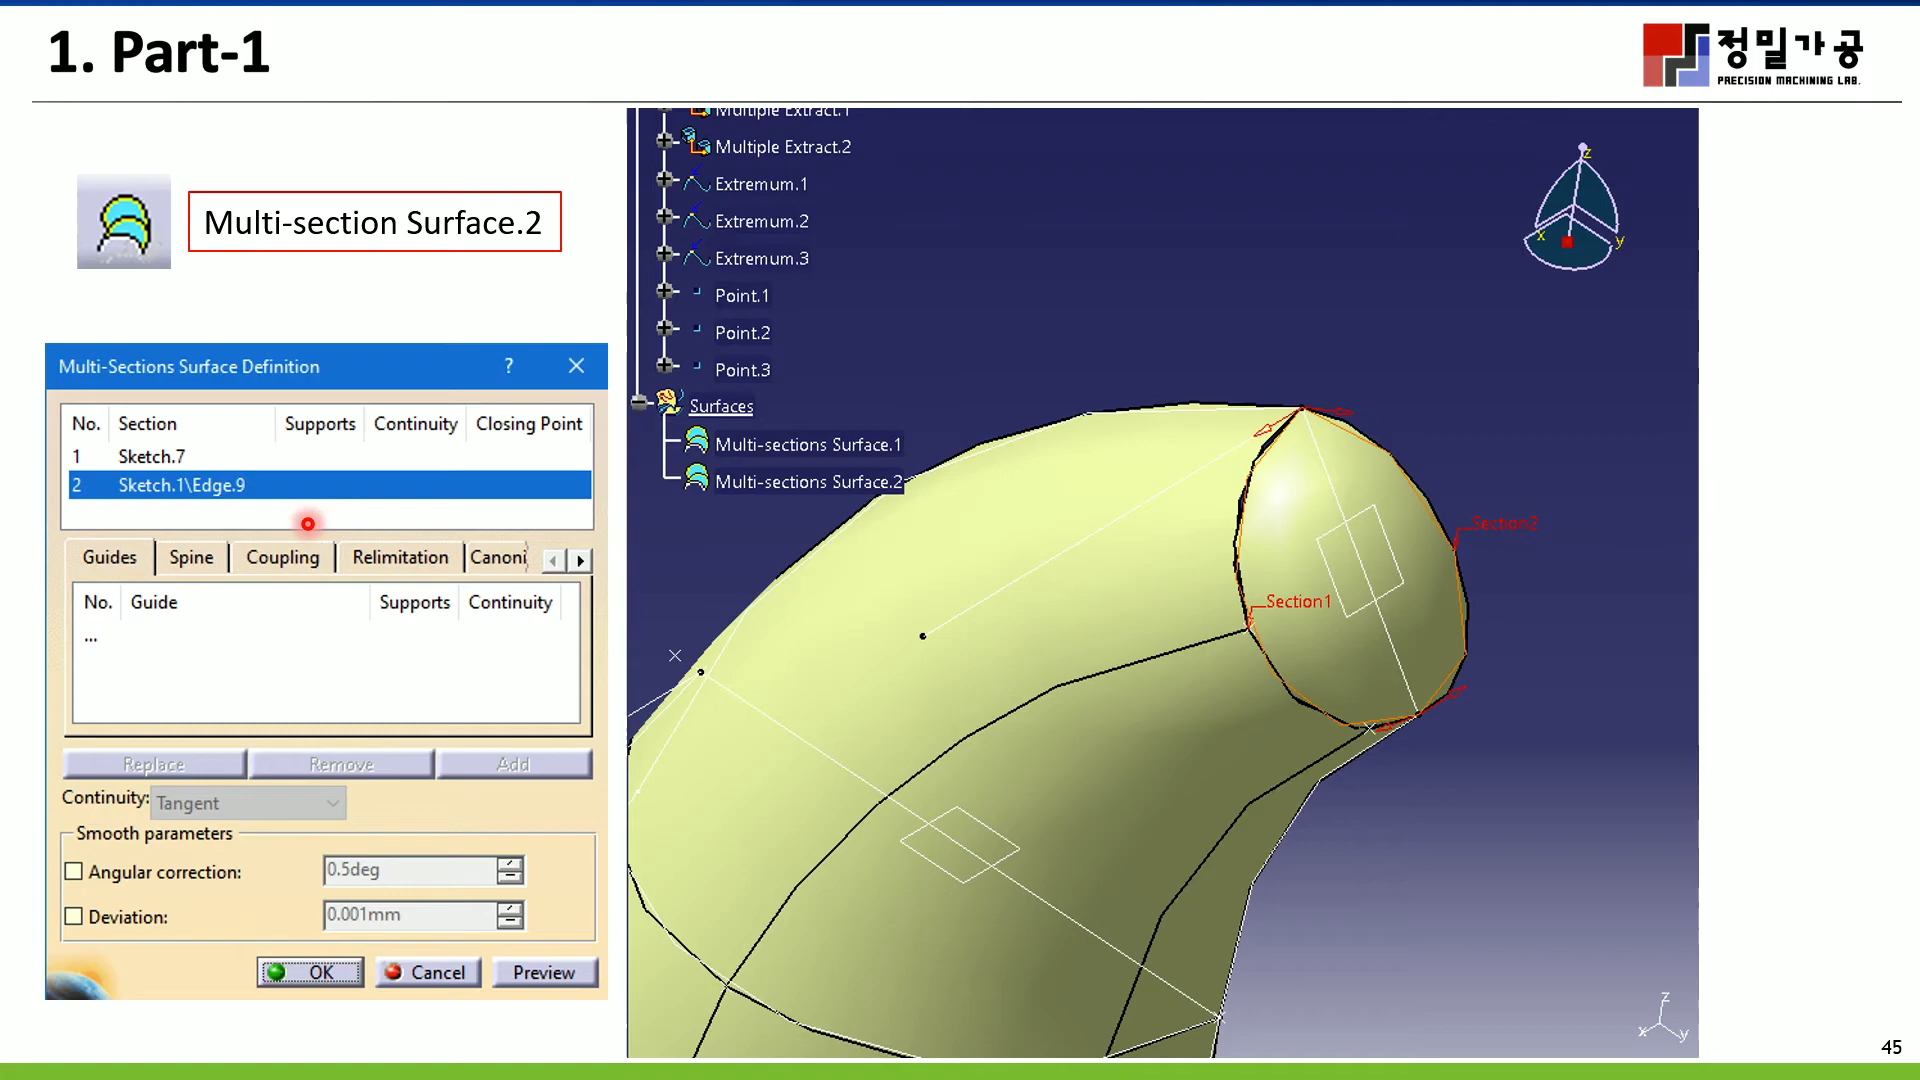 1. Part-1
정밀가공
PRECISION MACHINING LAB.
Multi-section Surface.2
Multi-Sections Surface Definition ?
No. Section Supports Continuity Closing Point
1 Sketch.7
2 Sketch.1\Edge.9
Guides Spine Coupling Relimitation Canoni
No. Guide Supports Continuity
...
Replace Remove Add
Continuity: Tangent
Smooth parameters
Angular correction: 0.5deg
Deviation: 0.001mm
OK Cancel Preview
Multiple Extract.1
Multiple Extract.2
Extremum.1
Extremum.2
Extremum.3
Point.1
Point.2
Point.3
Surfaces
Multi-sections Surface.1
Multi-sections Surface.2
z
x y
Section2
Section1
z
x y
45